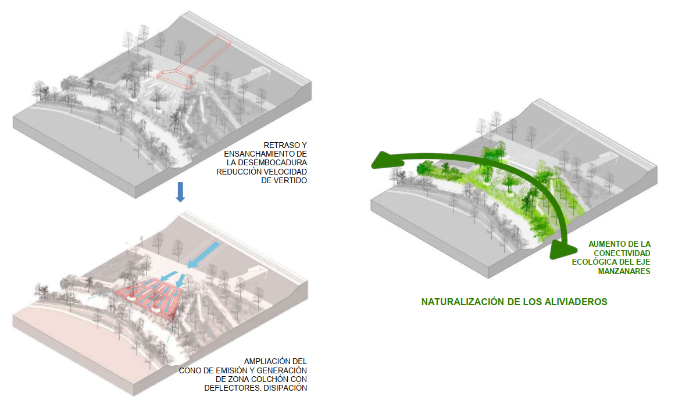 RETRASO Y
ENSANCHAMIENTO DE
LA DESEMBOCADURA
REDUCCIÓN VELOCIDAD
DE VERTIDO
AMPLIACIÓN DEL
CONO DE EMISIÓN Y GENERACIÓN
DE ZONA COLCHÓN CON
DEFLECTORES. DISIPACIÓN
AUMENTO DE LA
CONECTIVIDAD
ECOLÓGICA DEL EJE
MANZANARES
NATURALIZACIÓN DE LOS ALIVIADEROS